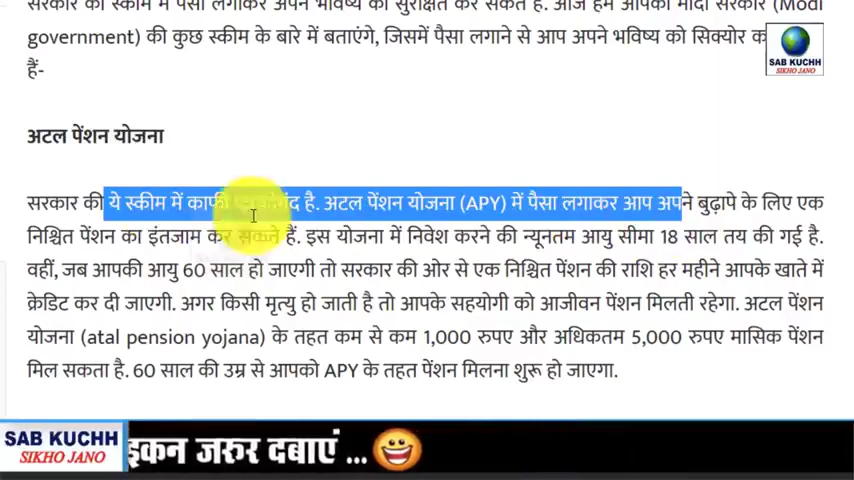 सरकार की स्कीम में पैसा लगाकर अपने भविष्य को सुरक्षित कर सकते हैं. आज हम आपको मोदी सरकार (Modi
government) की कुछ स्कीम के बारे में बताएंगे, जिसमें पैसा लगाने से आप अपने भविष्य को सिक्योर
हैं-
SAB KUCHH
SIKHO JANO
अटल पेंशन योजना
सरकार की ये स्कीम में काफी है. अटल पेंशन योजना (APY) में पैसा लगाकर आप अपने बुढ़ापे के लिए एक
निश्चित पेंशन का इंतजाम कर सकते हैं. इस योजना में निवेश करने की न्यूनतम आयु सीमा 18 साल तय की गई है.
वहीं, जब आपकी आयु 60 साल हो जाएगी तो सरकार की ओर से एक निश्चित पेंशन की राशि हर महीने आपके खाते में
क्रेडिट कर दी जाएगी. अगर किसी मृत्यु हो जाती है तो आपके सहयोगी को आजीवन पेंशन मिलती रहेगा. अटल पेंशन
योजना (atal pension yojana) के तहत कम से कम 1,000 रुपए और अधिकतम 5,000 रुपए मासिक पेंशन
मिल सकता है. 60 साल की उम्र से आपको APY के तहत पेंशन मिलना शुरू हो जाएगा.
SAB KUCHH
SIKHO JANO
इकन जरुर दबाएं ...